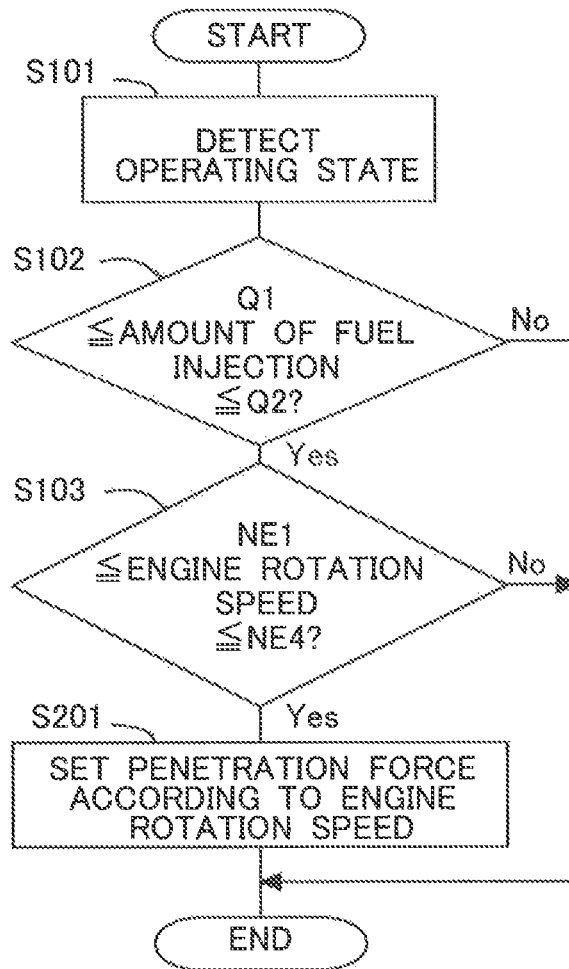 START
S101
DETECT
OPERATING STATE
S102
Q1
≦AMOUNT OF FUEL
INJECTION
≦Q2?
No
Yes
S103
NE1
≦ENGINE ROTATION
SPEED
≦NE4?
No
Yes
S201
SET PENETRATION FORCE
ACCORDING TO ENGINE
ROTATION SPEED
END